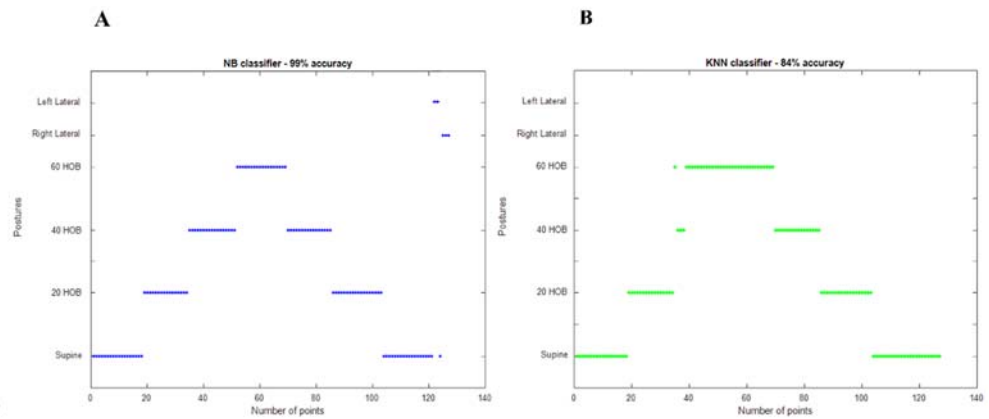 A
B
NB classifier - 99% accuracy
Left Lateral
Right Lateral
60 HOB
40 HOB
20 HOB
Supine
Postures
0 20 40 60 80 100 120 140
Number of points
KNN classifier - 84% accuracy
Left Lateral
Right Lateral
60 HOB
40 HOB
20 HOB
Supine
Postures
0 20 40 60 80 100 120 140
Number of points